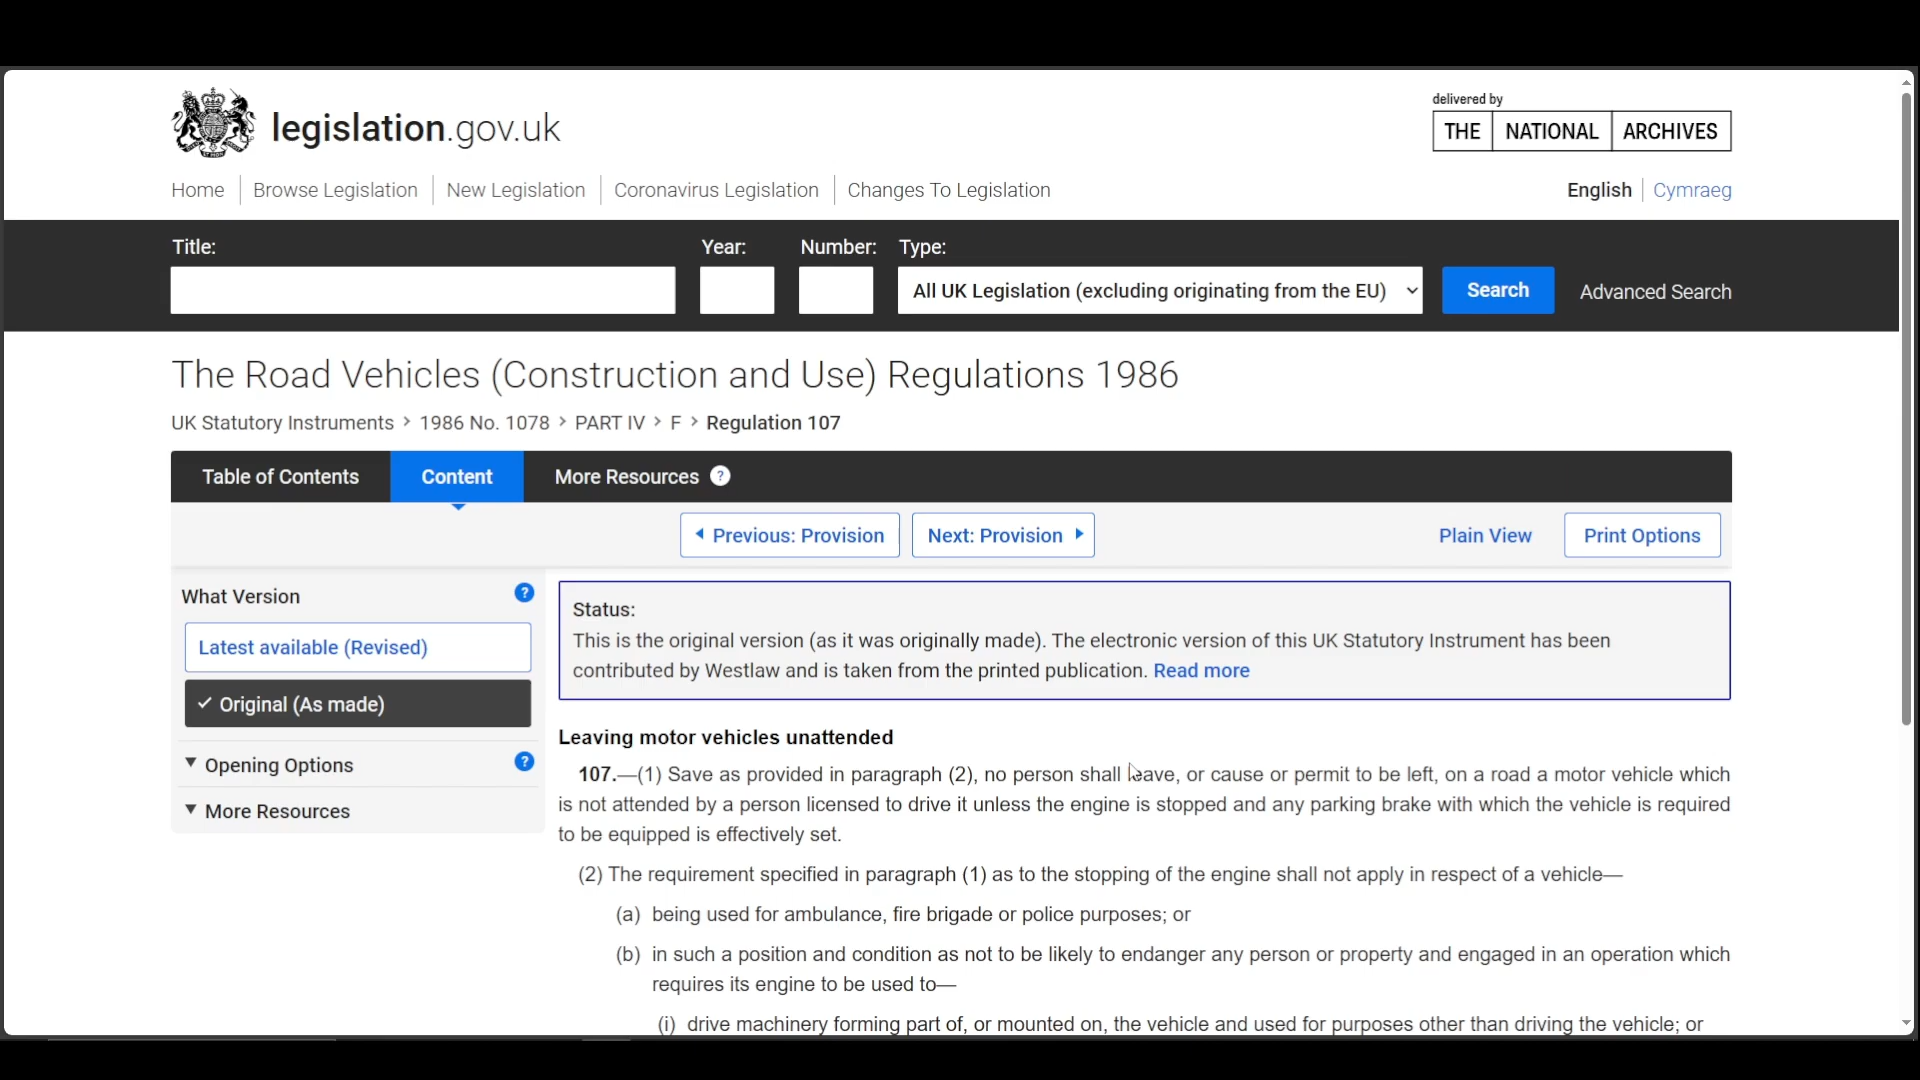 legislation.gov.uk
delivered by
THE NATIONAL ARCHIVES
Home Browse Legislation New Legislation Coronavirus Legislation Changes To Legislation English Cymraeg
Title: Year: Number: Type:
All UK Legislation (excluding originating from the EU) Search Advanced Search
The Road Vehicles (Construction and Use) Regulations 1986
UK Statutory Instruments > 1986 No. 1078 > PART IV > F > Regulation 107
Table of Contents Content More Resources ?
Previous: Provision Next: Provision Plain View Print Options
What Version ?
Latest available (Revised)
Original (As made)
Opening Options ?
More Resources
Status:
This is the original version (as it was originally made). The electronic version of this UK Statutory Instrument has been
contributed by Westlaw and is taken from the printed publication. Read more
Leaving motor vehicles unattended
107.—(1) Save as provided in paragraph (2), no person shall leave, or cause or permit to be left, on a road a motor vehicle which
is not attended by a person licensed to drive it unless the engine is stopped and any parking brake with which the vehicle is required
to be equipped is effectively set.
(2) The requirement specified in paragraph (1) as to the stopping of the engine shall not apply in respect of a vehicle—
(a) being used for ambulance, fire brigade or police purposes; or
(b) in such a position and condition as not to be likely to endanger any person or property and engaged in an operation which
requires its engine to be used to—
(i) drive machinery forming part of, or mounted on, the vehicle and used for purposes other than driving the vehicle; or